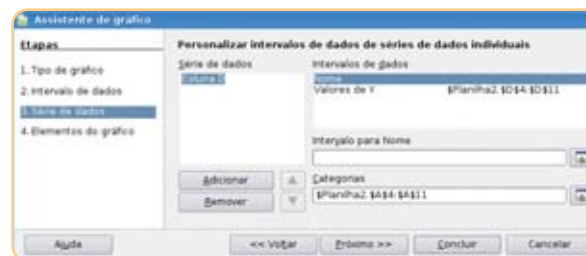 Assistente de gráfico
Etapas
1. Tipo de gráfico
2. Intervalo de dados
3. Série de dados
4. Elementos do gráfico
Personalizar intervalos de dados de séries de dados individuais
Série de dados
Coluna D
Adicionar
Remover
Intervalos de dados
Nome
Valores de Y $Planilha2.$D$4:$D$11
Intervalo para Nome
Categorias
$Planilha2.$A$4:$A$11
Ajuda
<< Voltar
Próximo >>
Concluir
Cancelar